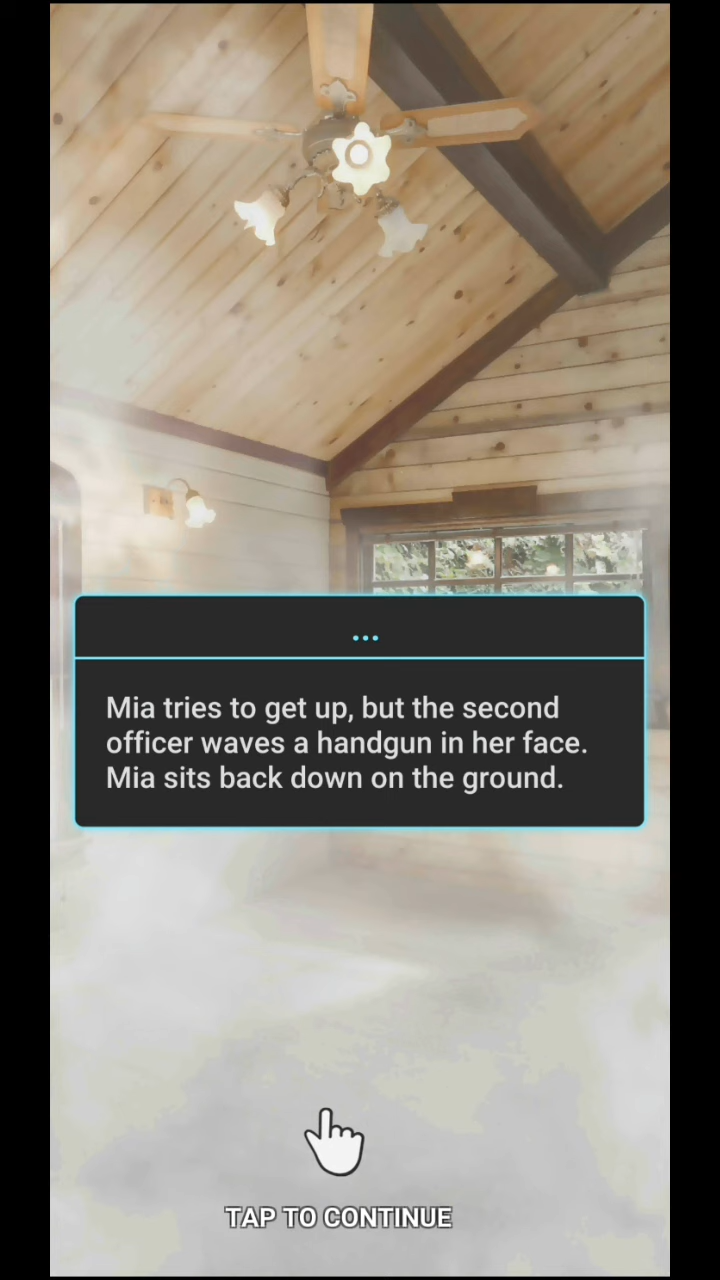 ...
Mia tries to get up, but the second
officer waves a handgun in her face.
Mia sits back down on the ground.
TAP TO CONTINUE